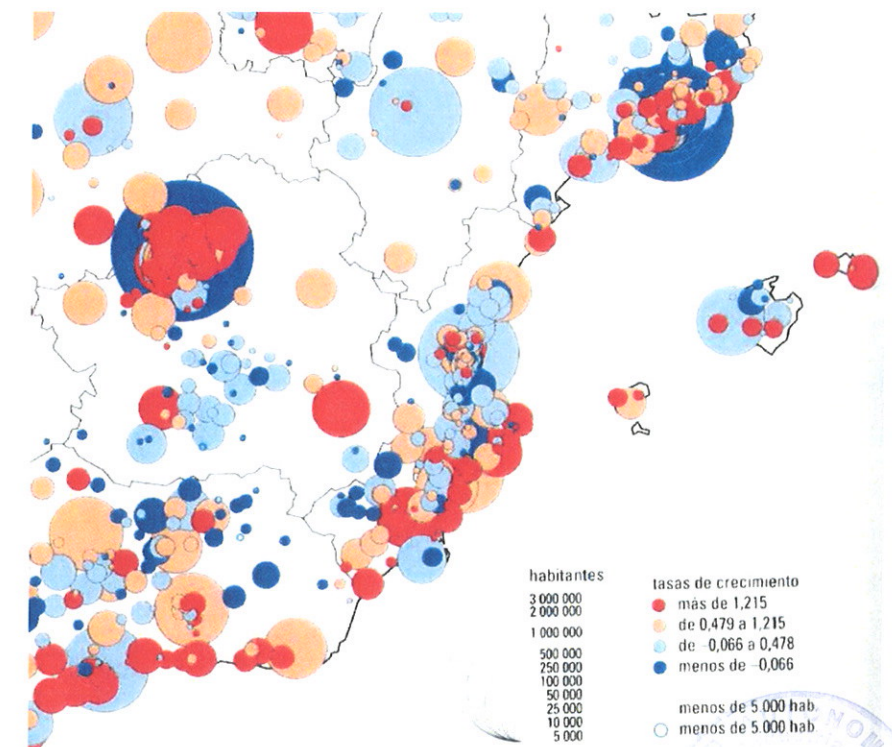 habitantes
3 000 000
2 000 000
1 000 000
500 000
250 000
100 000
50 000
25 000
10 000
5 000
tasas de crecimiento
más de 1,215
de 0,479 a 1,215
de -0,066 a 0,478
menos de -0,066
menos de 5.000 hab.
menos de 5.000 hab